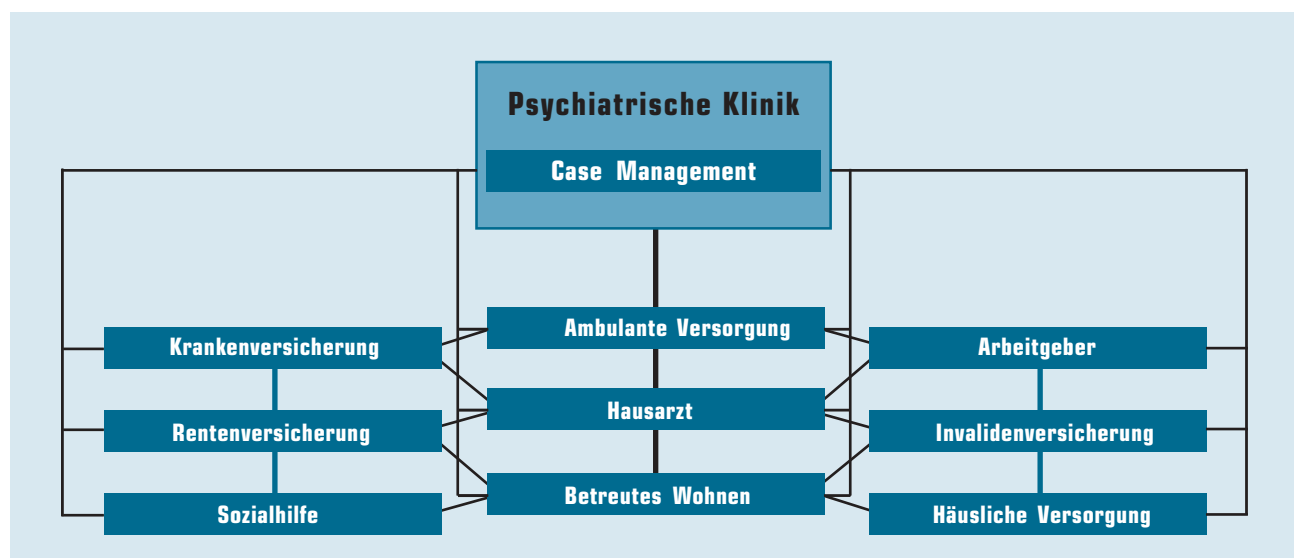 Psychiatrische Klinik
Case Management
Ambulante Versorgung
Krankenversicherung
Arbeitgeber
Hausarzt
Rentenversicherung
Invalidenversicherung
Betreutes Wohnen
Sozialhilfe
Häusliche Versorgung